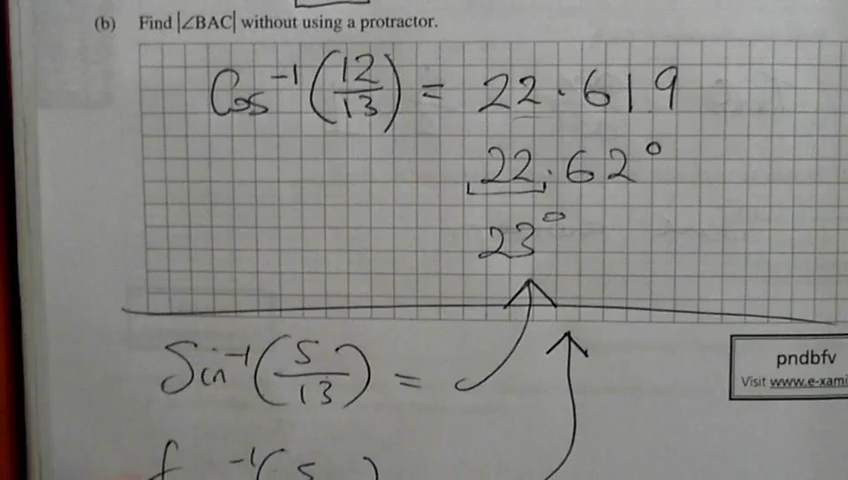 (b) Find |∠BAC| without using a protractor.
Cos⁻¹(12/13) = 22.619
22.62°
23°
Sin⁻¹(5/13) =
pndbfv
Visit www.e-xami